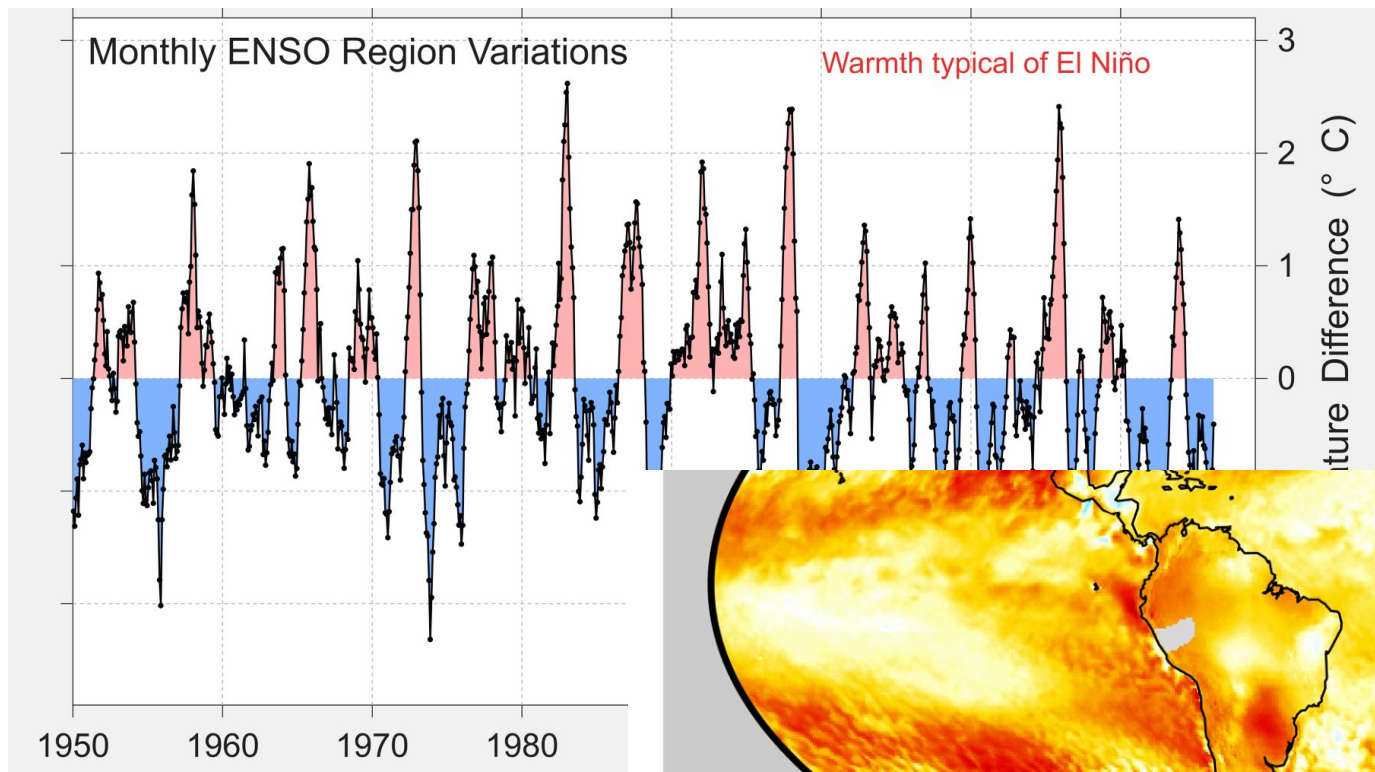 Monthly ENSO Region Variations
Warmth typical of El Niño
3
2
1
0
ature Difference (° C)
1950
1960
1970
1980